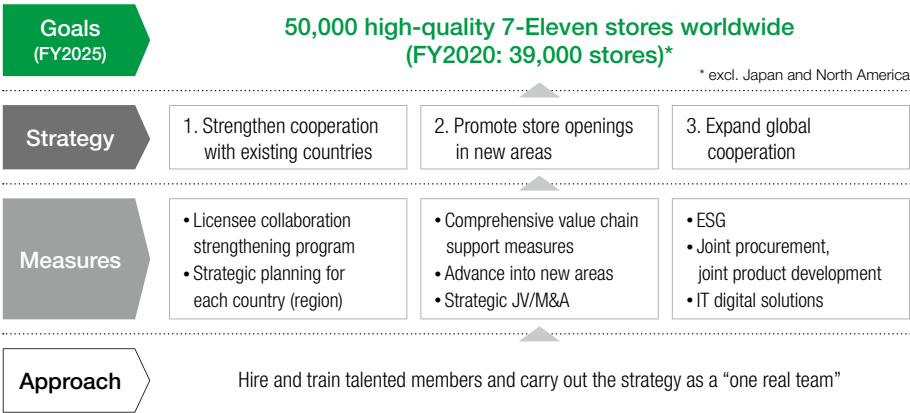 Goals
(FY2025)
50,000 high-quality 7-Eleven stores worldwide
(FY2020: 39,000 stores)*
* excl. Japan and North America
Strategy
1. Strengthen cooperation
with existing countries
2. Promote store openings
in new areas
3. Expand global
cooperation
Measures
• Licensee collaboration
strengthening program
• Strategic planning for
each country (region)
• Comprehensive value chain
support measures
• Advance into new areas
• Strategic JV/M&A
• ESG
• Joint procurement,
joint product development
• IT digital solutions
Approach
Hire and train talented members and carry out the strategy as a “one real team”